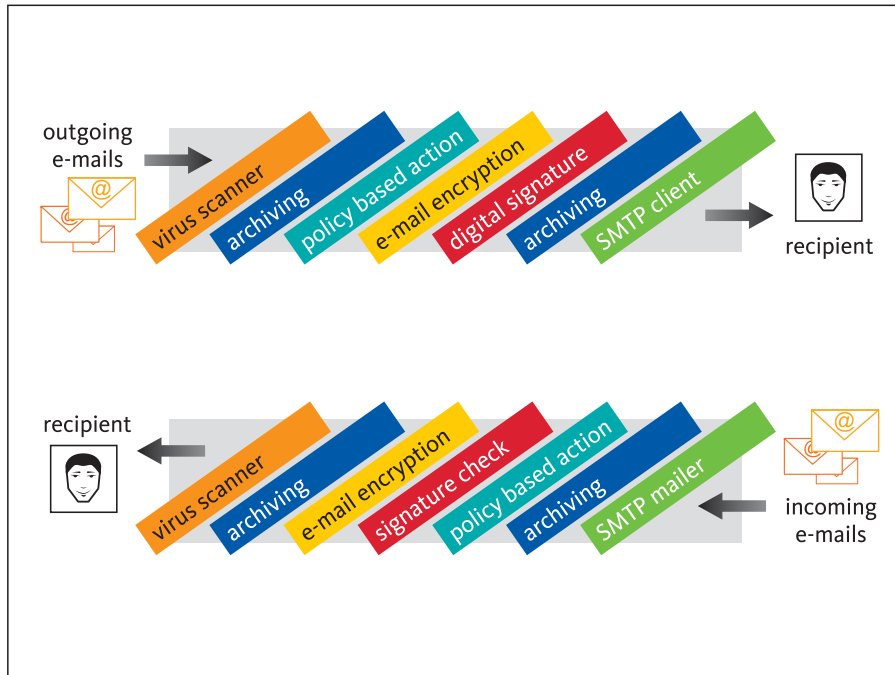 outgoing
e-mails
virus scanner
archiving
policy based action
e-mail encryption
digital signature
archiving
SMTP client
recipient
recipient
virus scanner
archiving
e-mail encryption
signature check
policy based action
archiving
SMTP mailer
incoming
e-mails